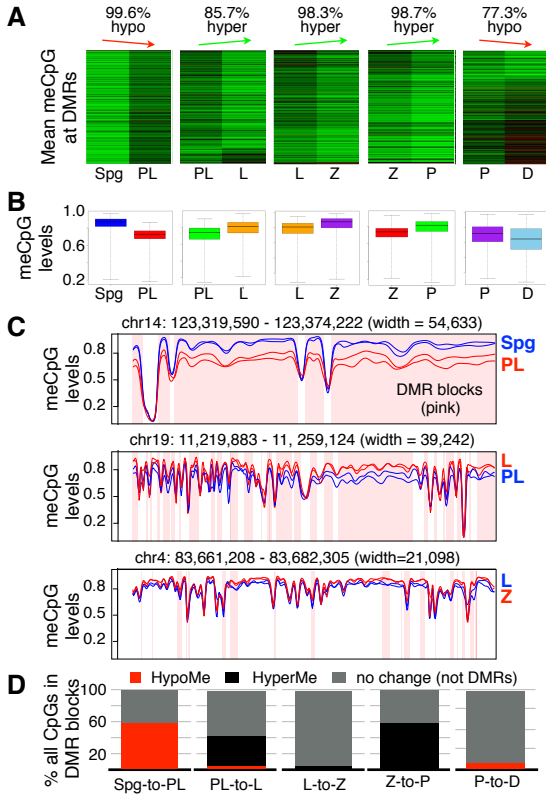 A
99.6% 85.7% 98.3% 98.7% 77.3%
hypo hyper hyper hyper hypo
Mean meCpG
at DMRs
Spg PL PL L L Z Z P P D
B
meCpG
levels
1.0
0.6
0.2
Spg PL PL L L Z Z P P D
C
chr14: 123,319,590 - 123,374,222 (width = 54,633)
meCpG
levels
0.8
0.5
0.2
Spg
PL
DMR blocks
(pink)
chr19: 11,219,883 - 11, 259,124 (width = 39,242)
meCpG
levels
0.8
0.5
0.2
L
PL
chr4: 83,661,208 - 83,682,305 (width=21,098)
meCpG
levels
0.8
0.5
0.2
L
Z
D
HypoMe HyperMe no change (not DMRs)
% all CpGs in
DMR blocks
100
60
20
Spg-to-PL PL-to-L L-to-Z Z-to-P P-to-D